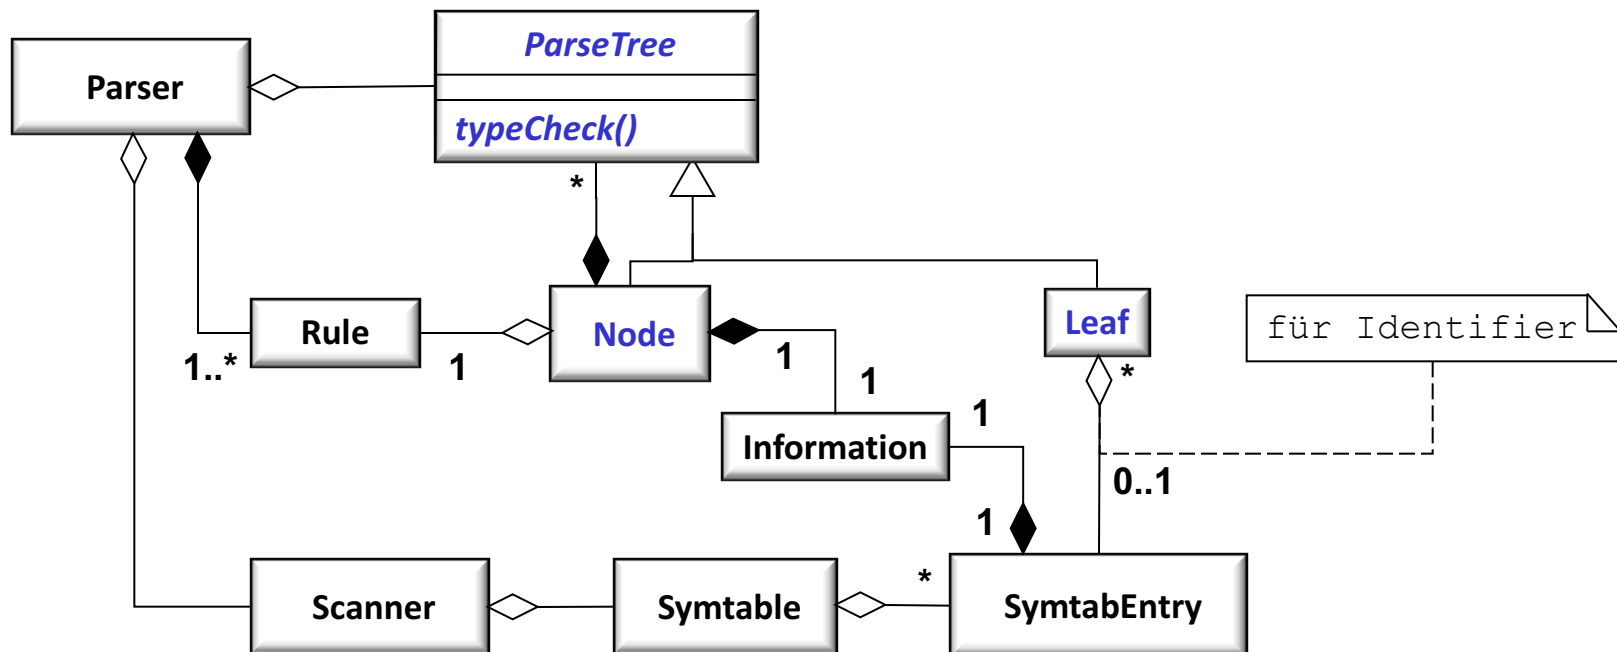 ParseTree
Parser
typeCheck()
*
Rule
Node
Leaf
für Identifier
1..*
1
1
1
*
1
Information
0..1
1
*
Scanner
Symtable
SymtabEntry